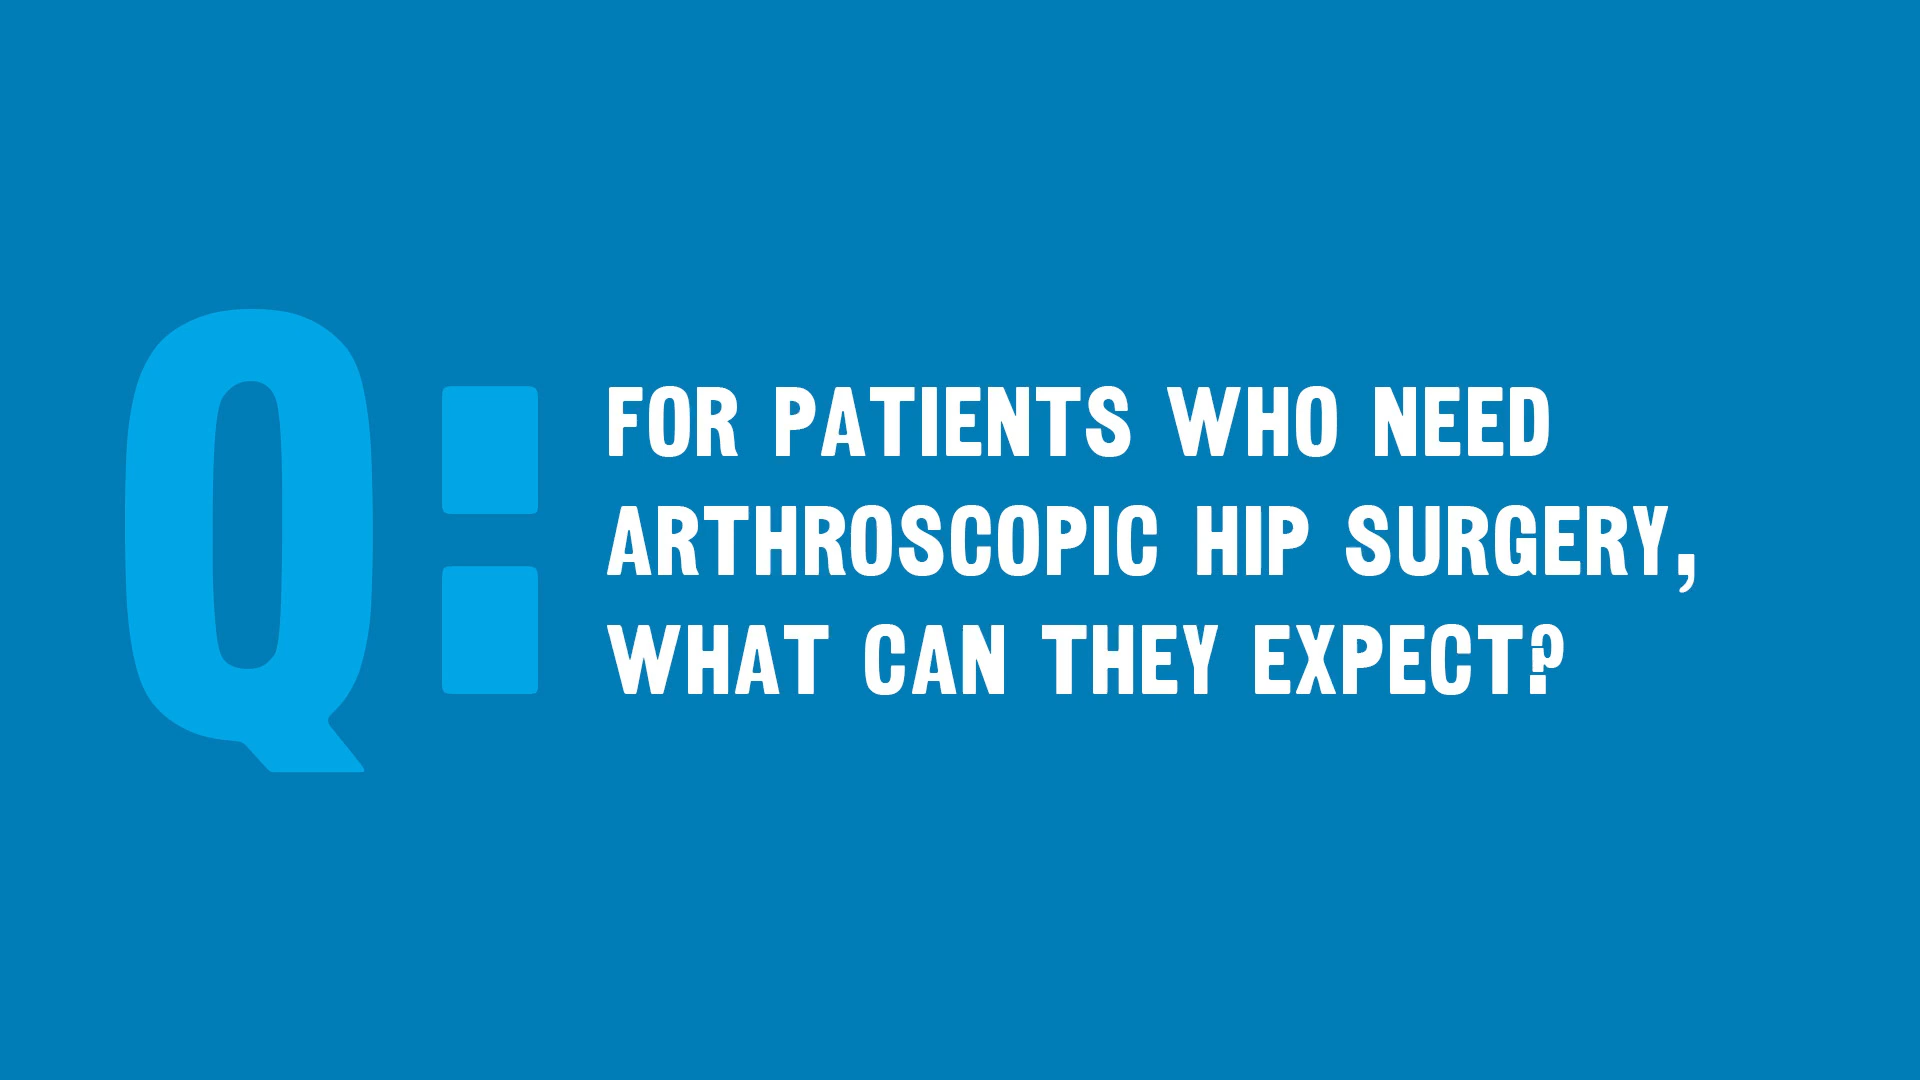 Q:
FOR PATIENTS WHO NEED
ARTHROSCOPIC HIP SURGERY,
WHAT CAN THEY EXPECT?